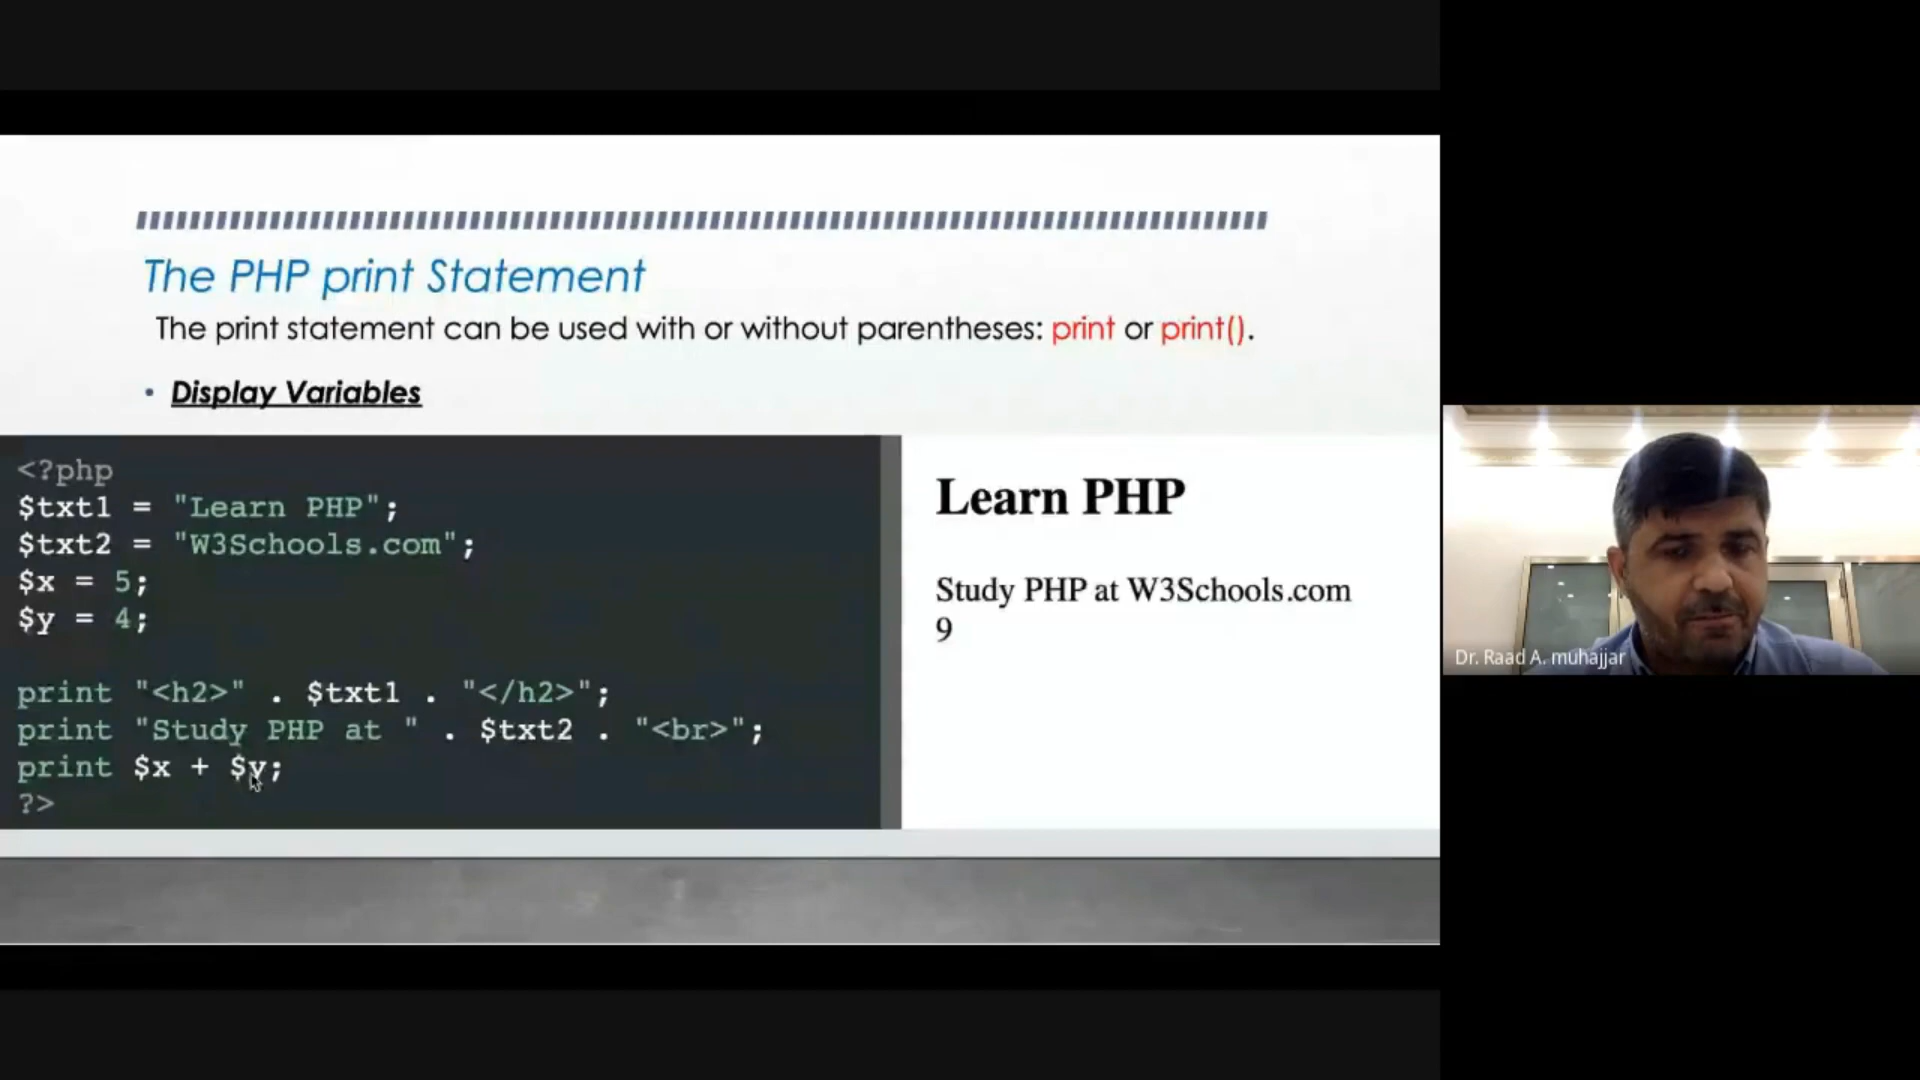 The PHP print Statement
The print statement can be used with or without parentheses: print or print().
• Display Variables
<?php
$txt1 = "Learn PHP";
$txt2 = "W3Schools.com";
$x = 5;
$y = 4;
print "<h2>" . $txt1 . "</h2>";
print "Study PHP at " . $txt2 . "<br>";
print $x + $y;
?>
Learn PHP
Study PHP at W3Schools.com
9
Dr. Raad A. muhajjar